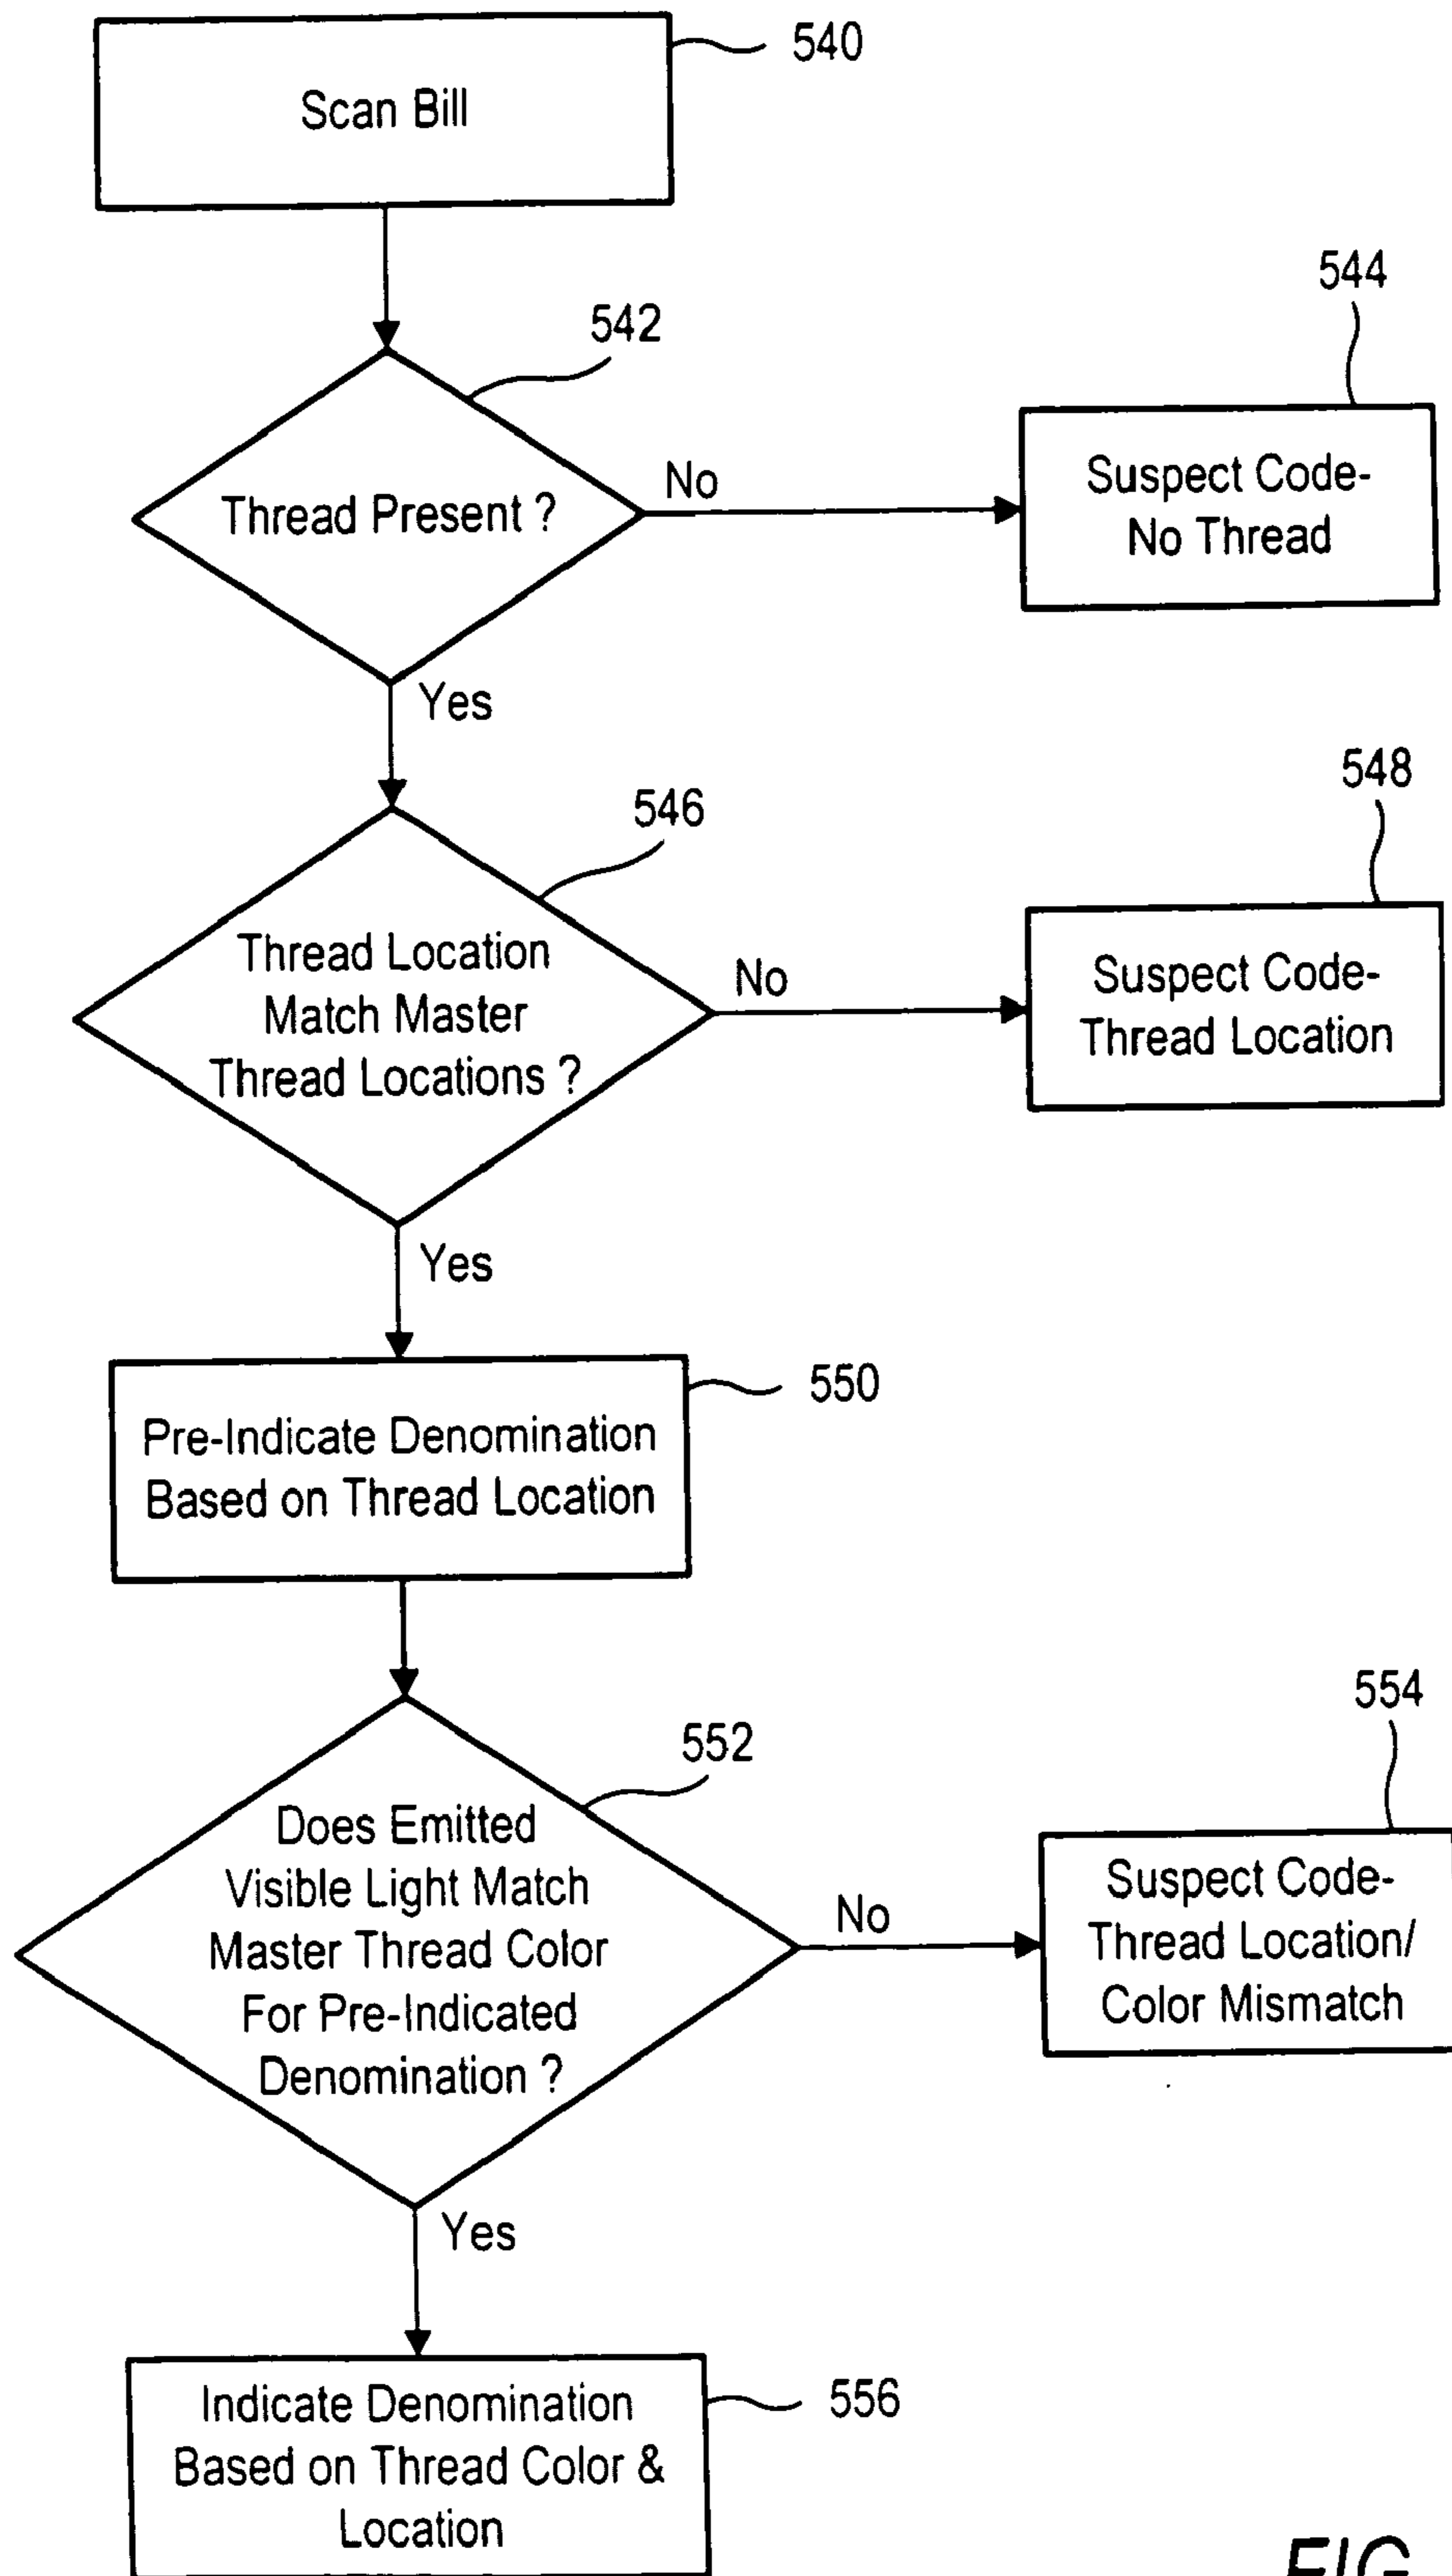 Scan Bill
540
542
Thread Present ?
No
544
Suspect Code-
No Thread
Yes
546
Thread Location
Match Master
Thread Locations ?
No
548
Suspect Code-
Thread Location
Yes
Pre-Indicate Denomination
Based on Thread Location
550
552
Does Emitted
Visible Light Match
Master Thread Color
For Pre-Indicated
Denomination ?
No
554
Suspect Code-
Thread Location/
Color Mismatch
Yes
Indicate Denomination
Based on Thread Color &
Location
556
FIG